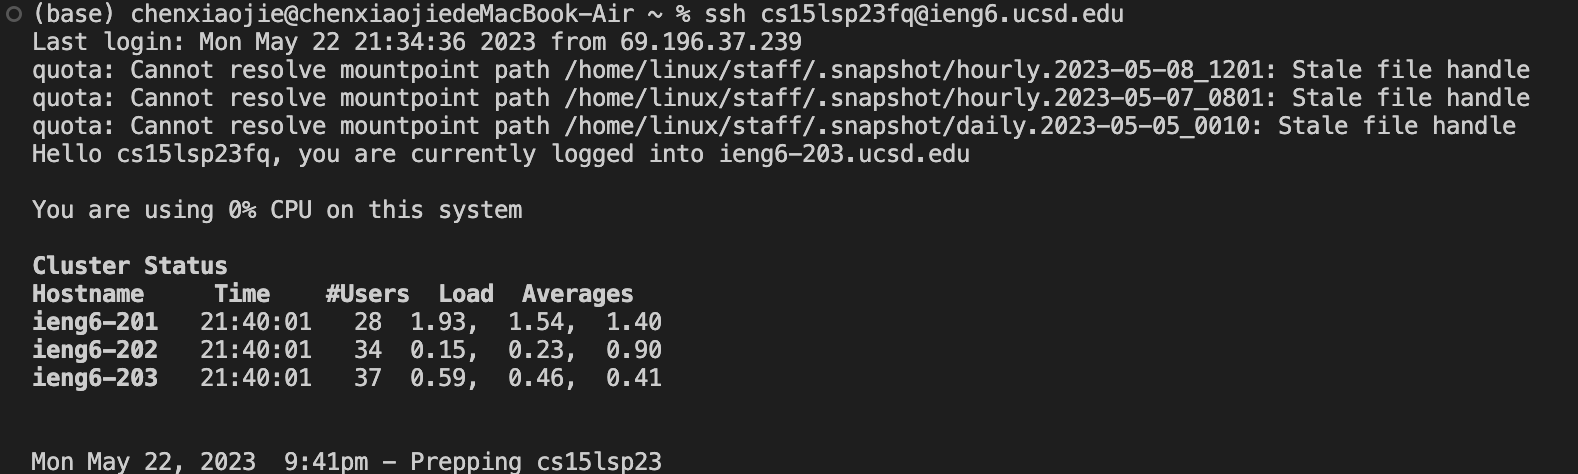 (base) chenxiaojie@chenxiaojiedeMacBook-Air ~ % ssh cs15lsp23fq@ieng6.ucsd.edu
Last login: Mon May 22 21:34:36 2023 from 69.196.37.239
quota: Cannot resolve mountpoint path /home/linux/staff/.snapshot/hourly.2023-05-08_1201: Stale file handle
quota: Cannot resolve mountpoint path /home/linux/staff/.snapshot/hourly.2023-05-07_0801: Stale file handle
quota: Cannot resolve mountpoint path /home/linux/staff/.snapshot/daily.2023-05-05_0010: Stale file handle
Hello cs15lsp23fq, you are currently logged into ieng6-203.ucsd.edu
You are using 0% CPU on this system
Cluster Status
Hostname     Time    #Users  Load  Averages
ieng6-201   21:40:01   28  1.93,  1.54,  1.40
ieng6-202   21:40:01   34  0.15,  0.23,  0.90
ieng6-203   21:40:01   37  0.59,  0.46,  0.41
Mon May 22, 2023  9:41pm - Prepping cs15lsp23